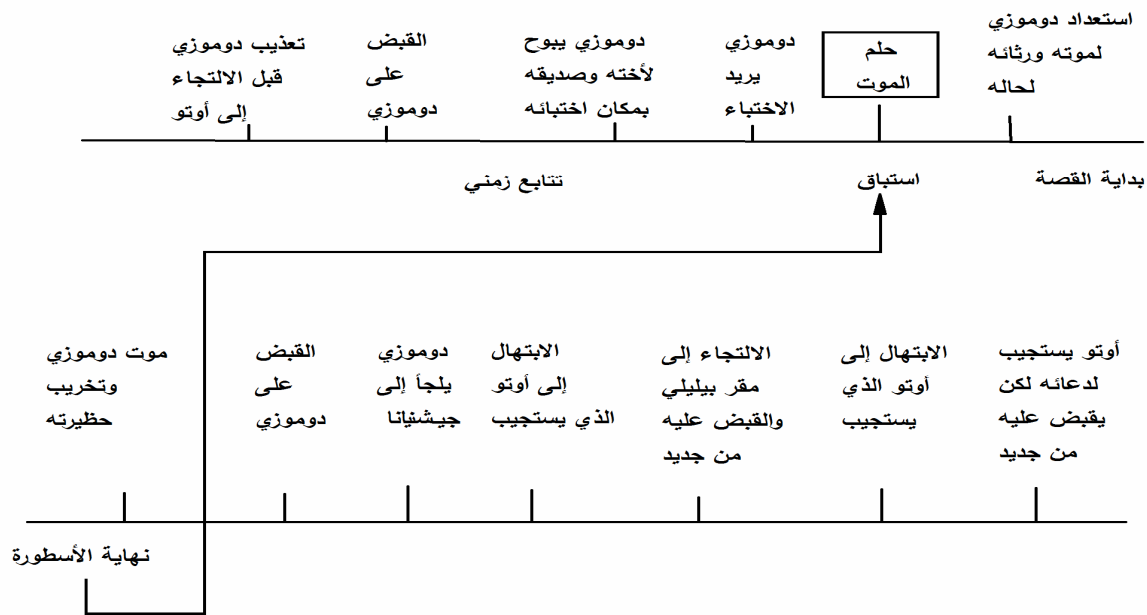 استعداد دوموزي
لموته ورثائه
لحاله
حلم
الموت
دوموزي
يريد
الاختباء
دوموزي يبوح
لأخته وصديقه
بمكان اختبائه
القبض
على
دوموزي
تعذيب دوموزي
قبل الالتجاء
إلى أوتو
بداية القصة
استباق
تتابع زمني
أوتو يستجيب
لدعائه لكن
يقبض عليه
من جديد
الابتهال إلى
أوتو الذي
يستجيب
الالتجاء إلى
مقر بيليلي
والقبض عليه
من جديد
الابتهال
إلى أوتو
الذي يستجيب
دوموزي
يلجأ إلى
جيشنيانا
القبض
على
دوموزي
موت دوموزي
وتخريب
حظيرته
نهاية الأسطورة